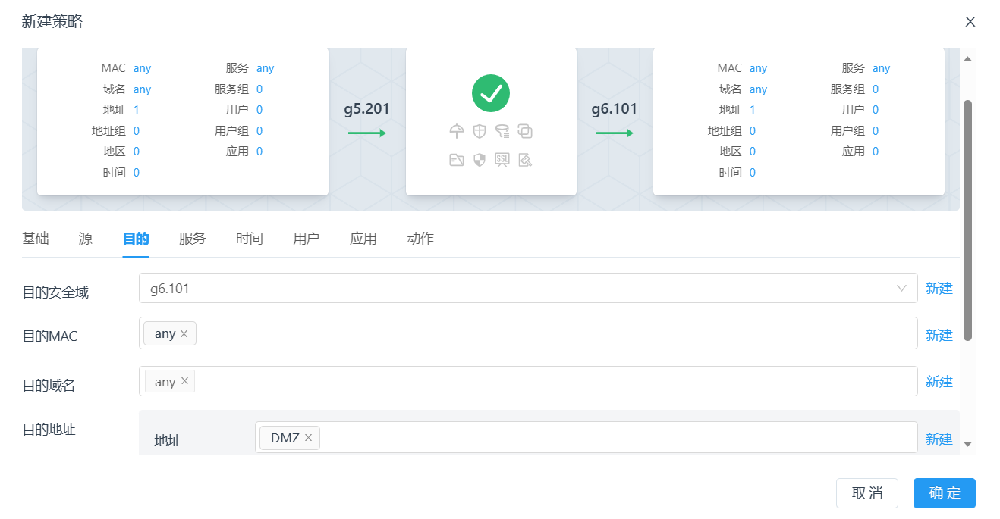 新建策略
MAC any 服务 any
域名 any 服务组 0
地址 1 用户 0
地址组 0 用户组 0
地区 0 应用 0
时间 0
g5.201
SSL
g6.101
MAC any 服务 any
域名 any 服务组 0
地址 1 用户 0
地址组 0 用户组 0
地区 0 应用 0
时间 0
基础 源 目的 服务 时间 用户 应用 动作
目的安全域 g6.101 新建
目的MAC any 新建
目的域名 any 新建
目的地址 地址 DMZ 新建
取消 确定